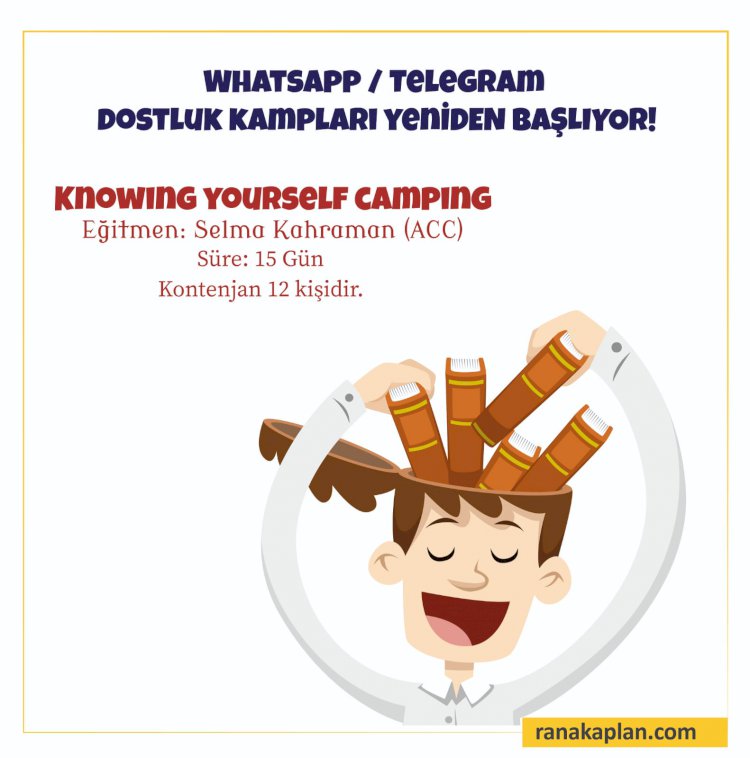 WHATSAPP / TELEGRAM
DOSTLUK KAMPLARI YENİDEN BAŞLIYOR!
KNOWING YOURSELF CAMPING
Eğitmen: Selma Kahraman (ACC)
Süre: 15 Gün
Kontenjan 12 kişidir.
ranakaplan.com